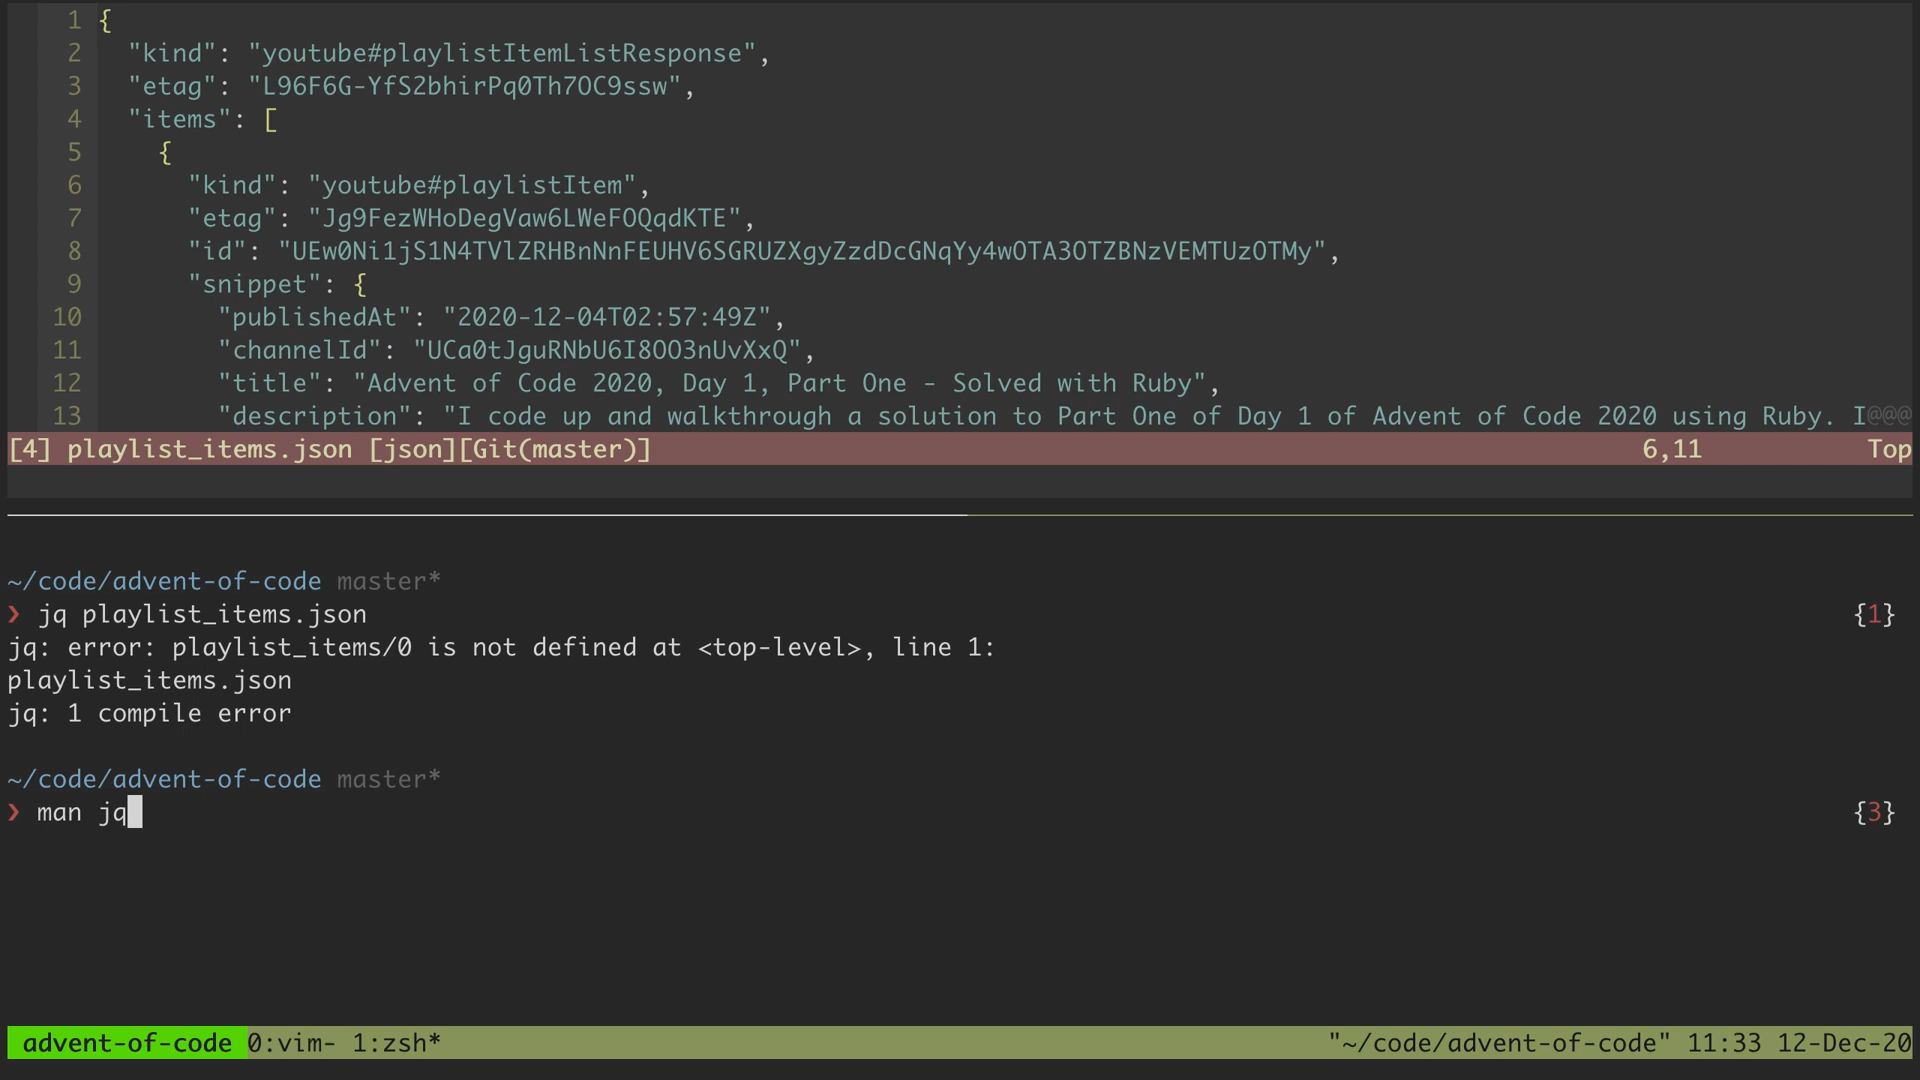 1 {
2 "kind": "youtube#playlistItemListResponse",
3 "etag": "L96F6G-YfS2bhirPq0Th7OC9ssw",
4 "items": [
5 {
6 "kind": "youtube#playlistItem",
7 "etag": "Jg9FezWHoDegVaw6LWeFOQqdKTE",
8 "id": "UEw0Ni1jS1N4TVlZRHBnNnFEUHV6SGRUZXgyZzdDcGNqYy4wOTA3OTZBNzVEMTUzOTMy",
9 "snippet": {
10 "publishedAt": "2020-12-04T02:57:49Z",
11 "channelId": "UCa0tJguRNbU6I8OO3nUvXxQ",
12 "title": "Advent of Code 2020, Day 1, Part One - Solved with Ruby",
13 "description": "I code up and walkthrough a solution to Part One of Day 1 of Advent of Code 2020 using Ruby. I@@@
[4] playlist_items.json [json][Git(master)] 6,11 Top
~/code/advent-of-code master*
❯ jq playlist_items.json {1}
jq: error: playlist_items/0 is not defined at <top-level>, line 1:
playlist_items.json
jq: 1 compile error
~/code/advent-of-code master*
❯ man jq {3}
advent-of-code 0:vim- 1:zsh* "~/code/advent-of-code" 11:33 12-Dec-20